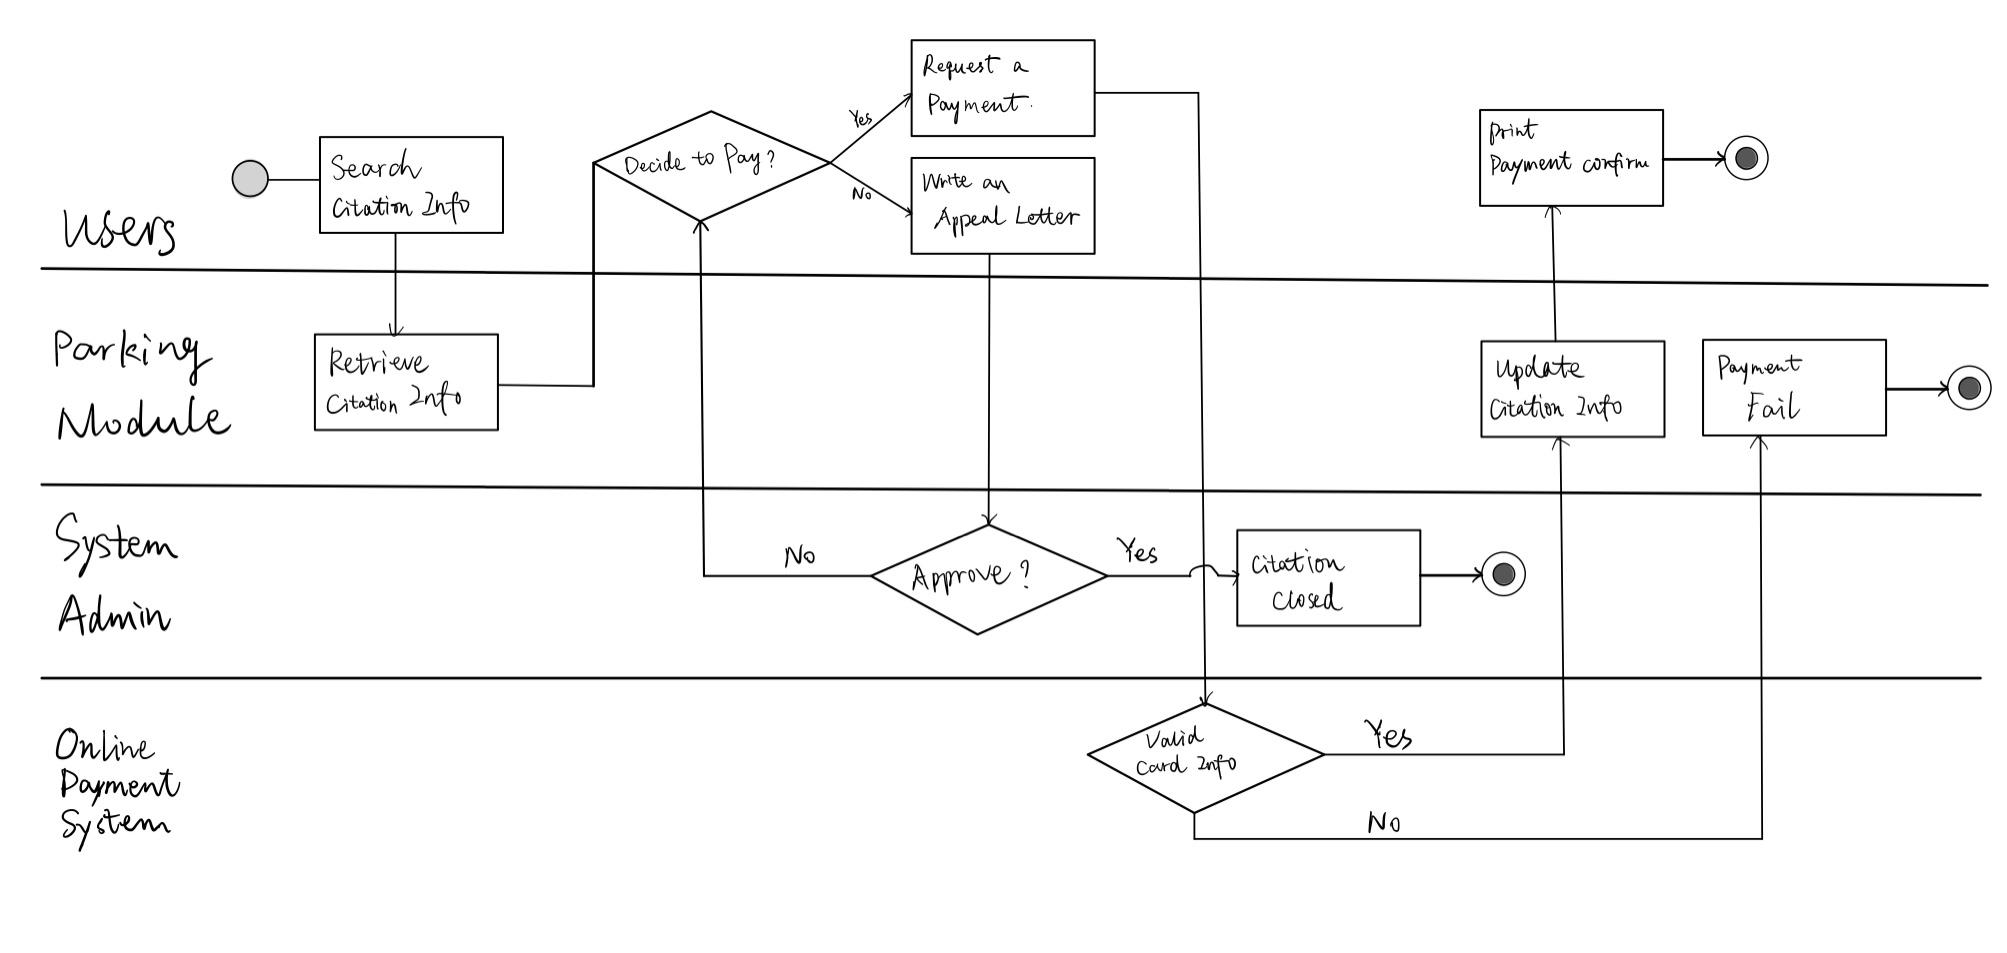 Request a
Payment.
Yes
Decide to Pay?
No
Write an
Appeal Letter
Search
Citation Info
print
Payment confirm
Users
Parking
Module
Retrieve
Citation Info
Update
Citation Info
Payment
Fail
System
Admin
No
Approve?
Yes
Citation
Closed
Online
Payment
System
Valid
Card Info
Yes
No